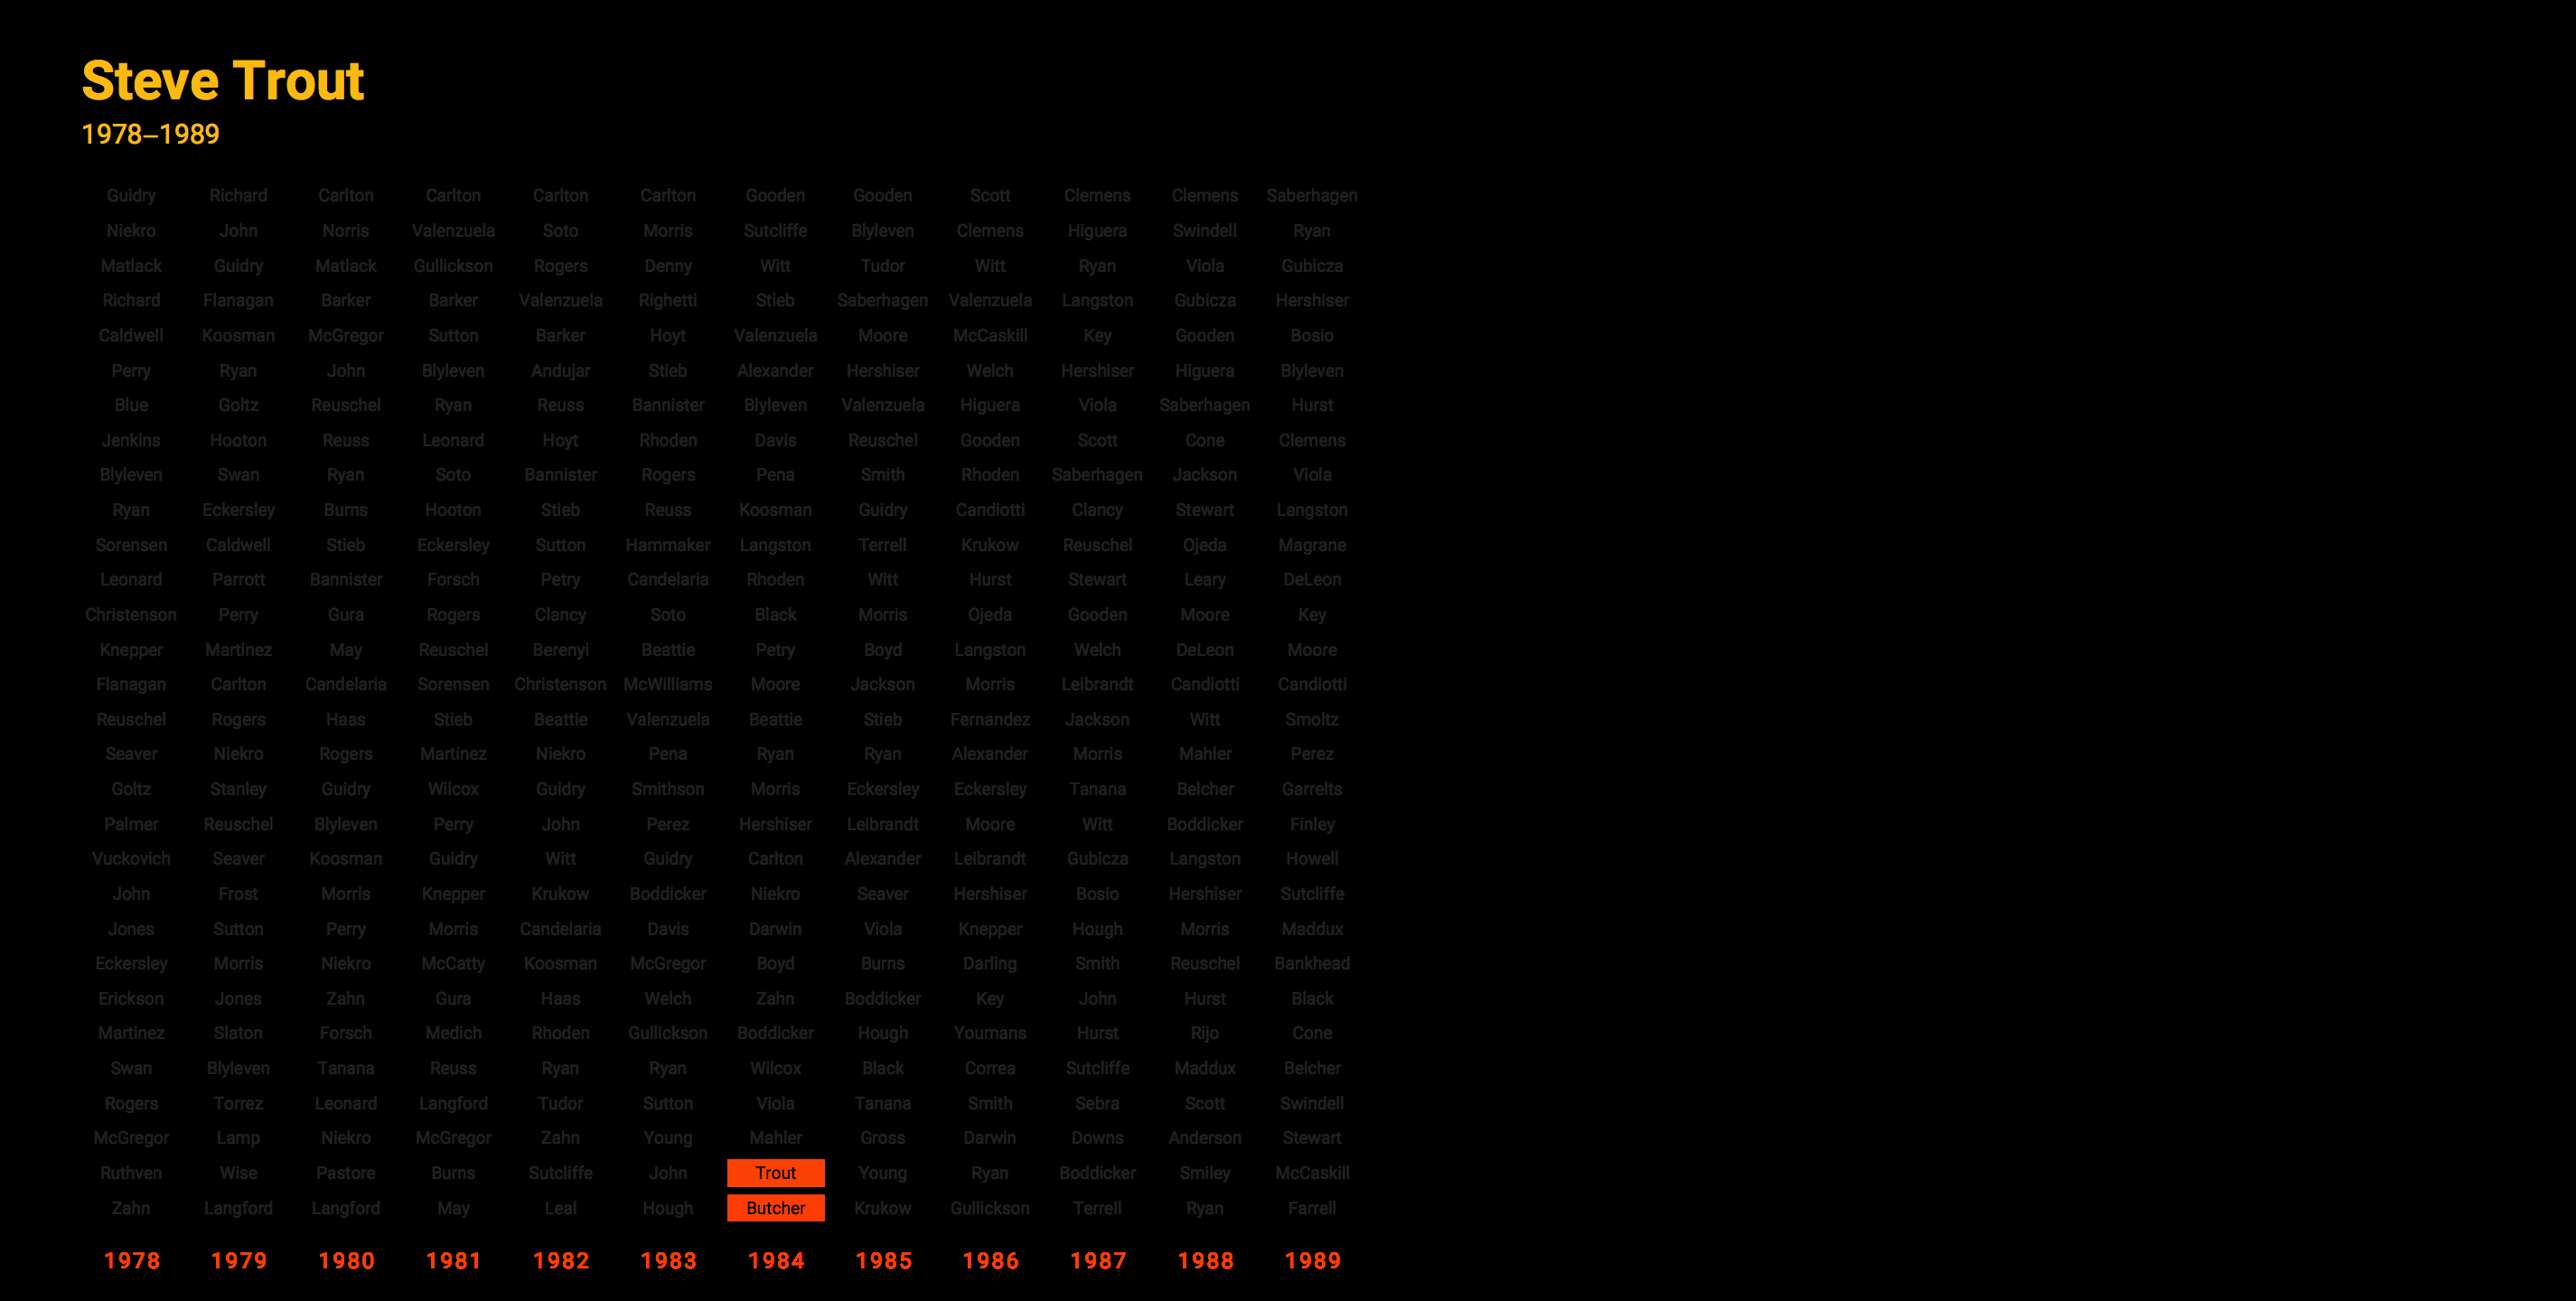 Steve Trout
1978–1989
Guidry Richard Carlton Carlton Carlton Carlton Gooden Gooden Scott Clemens Clemens Saberhagen
Niekro John Norris Valenzuela Soto Morris Sutcliffe Blyleven Clemens Higuera Swindell Ryan
Matlack Guidry Matlack Gullickson Rogers Denny Witt Tudor Witt Ryan Viola Gubicza
Richard Flanagan Barker Barker Valenzuela Righetti Stieb Saberhagen Valenzuela Langston Gubicza Hershiser
Caldwell Koosman McGregor Sutton Barker Hoyt Valenzuela Moore McCaskill Key Gooden Bosio
Perry Ryan John Blyleven Andujar Stieb Alexander Hershiser Welch Hershiser Higuera Blyleven
Blue Goltz Reuschel Ryan Reuss Bannister Blyleven Valenzuela Higuera Viola Saberhagen Hurst
Jenkins Hooton Reuss Leonard Hoyt Rhoden Davis Reuschel Gooden Scott Cone Clemens
Blyleven Swan Ryan Soto Bannister Rogers Pena Smith Rhoden Saberhagen Jackson Viola
Ryan Eckersley Burns Hooton Stieb Reuss Koosman Guidry Candiotti Clancy Stewart Langston
Sorensen Caldwell Stieb Eckersley Sutton Hammaker Langston Terrell Krukow Reuschel Ojeda Magrane
Leonard Parrott Bannister Forsch Petry Candelaria Rhoden Witt Hurst Stewart Leary DeLeon
Christenson Perry Gura Rogers Clancy Soto Black Morris Ojeda Gooden Moore Key
Knepper Martinez May Reuschel Berenyi Beattie Petry Boyd Langston Welch DeLeon Moore
Flanagan Carlton Candelaria Sorensen Christenson McWilliams Moore Jackson Morris Leibrandt Candiotti Candiotti
Reuschel Rogers Haas Stieb Beattie Valenzuela Beattie Stieb Fernandez Jackson Witt Smoltz
Seaver Niekro Rogers Martinez Niekro Pena Ryan Ryan Alexander Morris Mahler Perez
Goltz Stanley Guidry Wilcox Guidry Smithson Morris Eckersley Eckersley Tanana Belcher Garrelts
Palmer Reuschel Blyleven Perry John Perez Hershiser Leibrandt Moore Witt Boddicker Finley
Vuckovich Seaver Koosman Guidry Witt Guidry Carlton Alexander Leibrandt Gubicza Langston Howell
John Frost Morris Knepper Krukow Boddicker Niekro Seaver Hershiser Bosio Hershiser Sutcliffe
Jones Sutton Perry Morris Candelaria Davis Darwin Viola Knepper Hough Morris Maddux
Eckersley Morris Niekro McCatty Koosman McGregor Boyd Burns Darling Smith Reuschel Bankhead
Erickson Jones Zahn Gura Haas Welch Zahn Boddicker Key John Hurst Black
Martinez Slaton Forsch Medich Rhoden Gullickson Boddicker Hough Youmans Hurst Rijo Cone
Swan Blyleven Tanana Reuss Ryan Ryan Wilcox Black Correa Sutcliffe Maddux Belcher
Rogers Torrez Leonard Langford Tudor Sutton Viola Tanana Smith Sebra Scott Swindell
McGregor Lamp Niekro McGregor Zahn Young Mahler Gross Darwin Downs Anderson Stewart
Ruthven Wise Pastore Burns Sutcliffe John Trout Young Ryan Boddicker Smiley McCaskill
Zahn Langford Langford May Leal Hough Butcher Krukow Gullickson Terrell Ryan Farrell
1978 1979 1980 1981 1982 1983 1984 1985 1986 1987 1988 1989